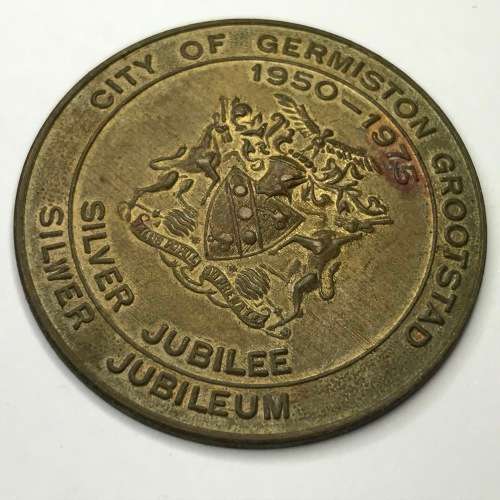 CITY OF GERMISTON GROOTSTAD
1950-1975
SILVER JUBILEE
SILWER JUBILEUM